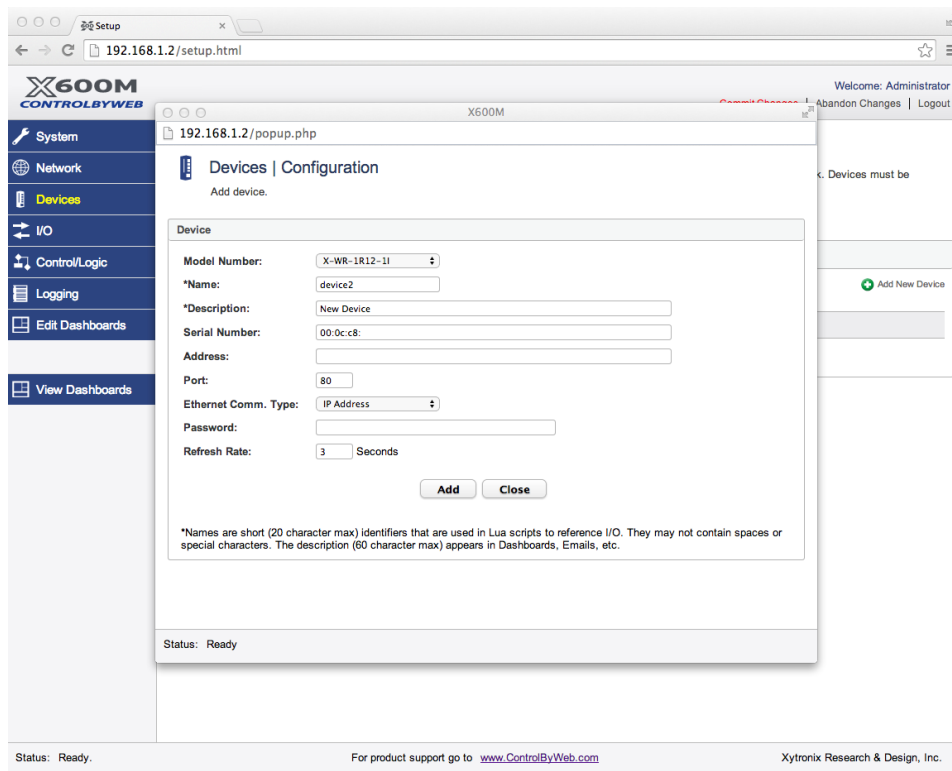 Setup
192.168.1.2/setup.html
X600M
CONTROLBYWEB
Welcome: Administrator
Commit Changes | Abandon Changes | Logout
X600M
192.168.1.2/popup.php
System
Network
Devices
I/O
Control/Logic
Logging
Edit Dashboards
View Dashboards
Devices | Configuration
Add device.
. Devices must be
Add New Device
Device
Model Number: X-WR-1R12-1I
*Name: device2
*Description: New Device
Serial Number: 00:0c:c8:
Address:
Port: 80
Ethernet Comm. Type: IP Address
Password:
Refresh Rate: 3 Seconds
Add Close
*Names are short (20 character max) identifiers that are used in Lua scripts to reference I/O. They may not contain spaces or
special characters. The description (60 character max) appears in Dashboards, Emails, etc.
Status: Ready
Status: Ready.
For product support go to www.ControlByWeb.com
Xytronix Research & Design, Inc.